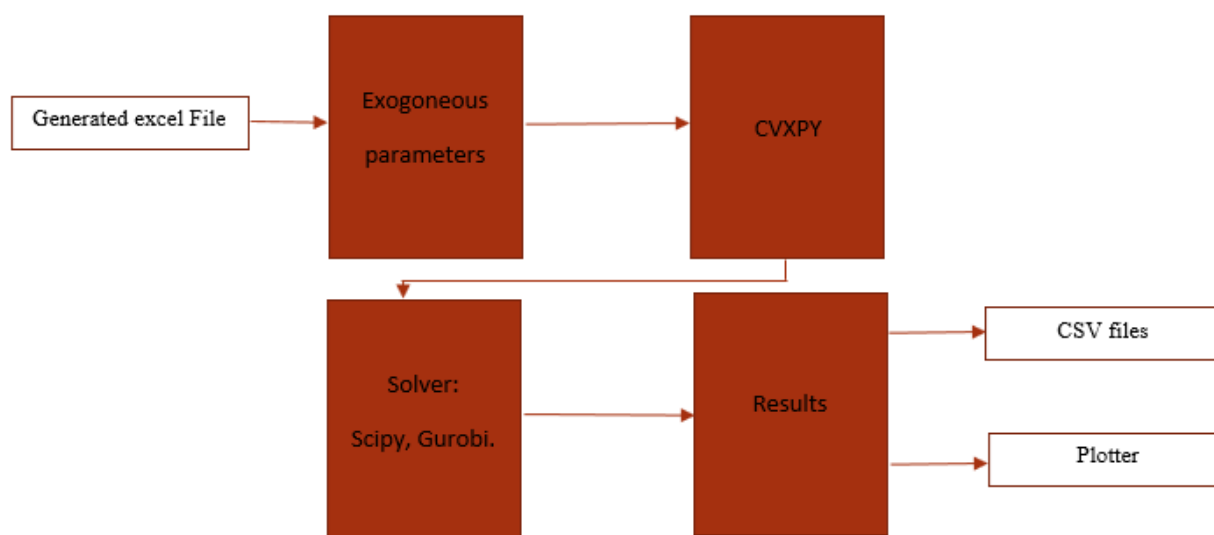 Generated excel File
Exogoneous
parameters
CVXPY
Solver:
Scipy, Gurobi.
Results
CSV files
Plotter